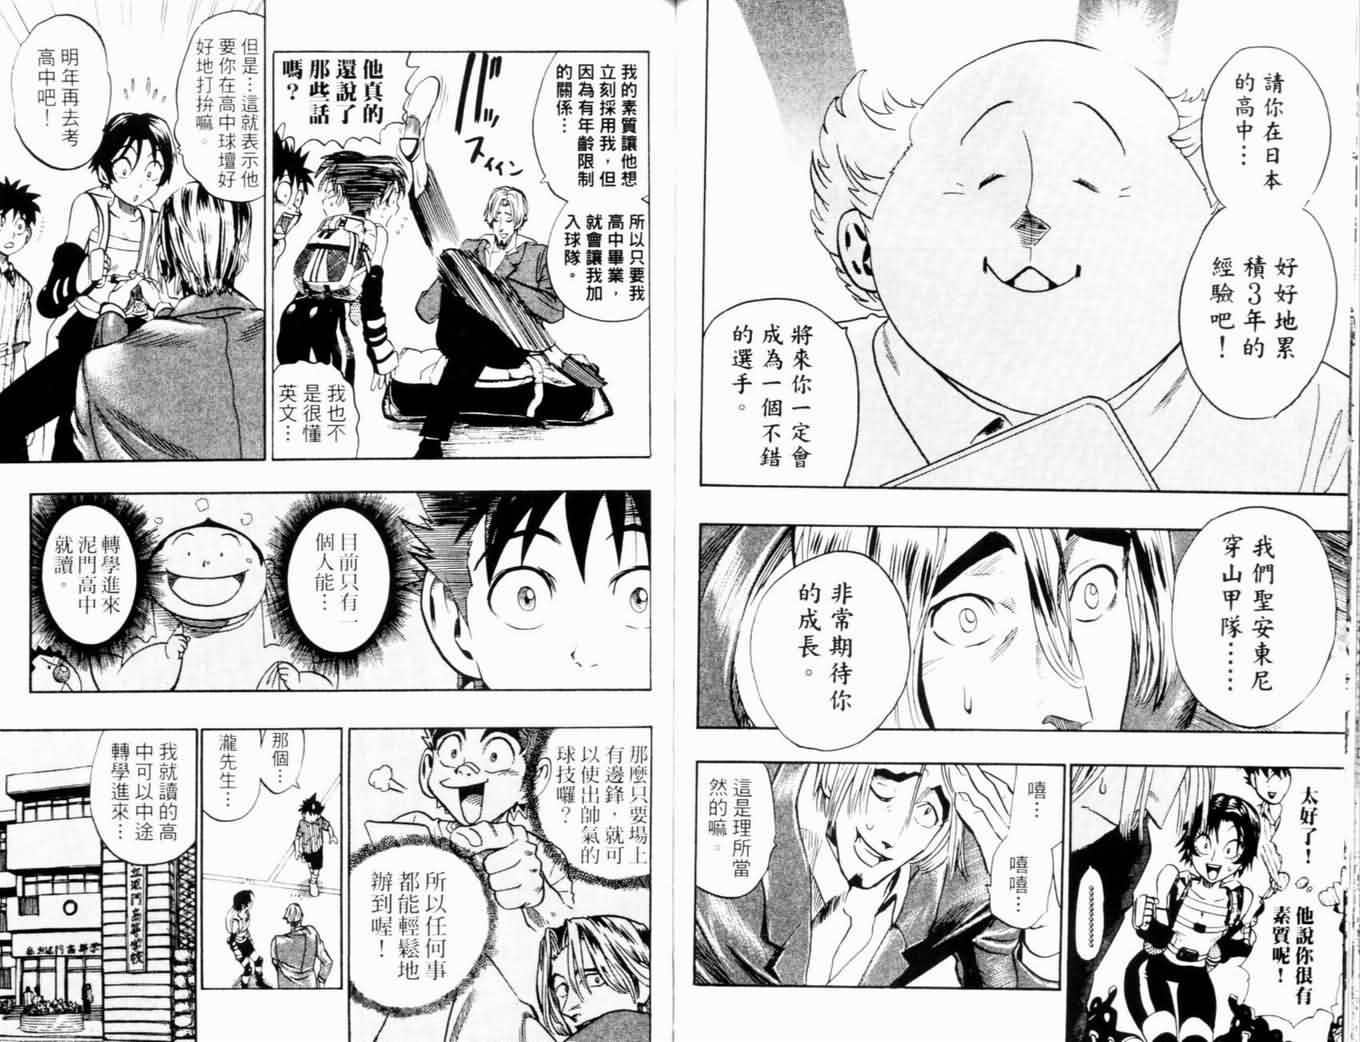 請你在日本
的高中…
好好地累
積3年的
經驗吧！
將來你一定會
成為一個不錯
的選手。
我們聖安東尼
穿山甲隊……
非常期待你
的成長。
太好了！
他說你很有
素質呢！
嘻…
嘻嘻…
這是理所當
然的嘛。
我的素質讓他想
立刻採用我，但
因為有年齡限制
的關係…
所以只要我
高中畢業，
就會讓我加
入球隊。
スィィン
他真的
還說了
那些話
嗎？
我也不
是很懂
英文…
但是…這就表示他
要你在高中球壇好
好地打拚嘛。
明年再去考
高中吧！
目前只有一
個人能…
轉學進來
泥門高中
就讀。
那麼只要場上
有邊鋒，就可
以使出帥氣的
球技囉？
所以任何事
都能輕鬆地
辦到喔！
那個…
瀧先生…
我就讀的高
中可以中途
轉學進來…